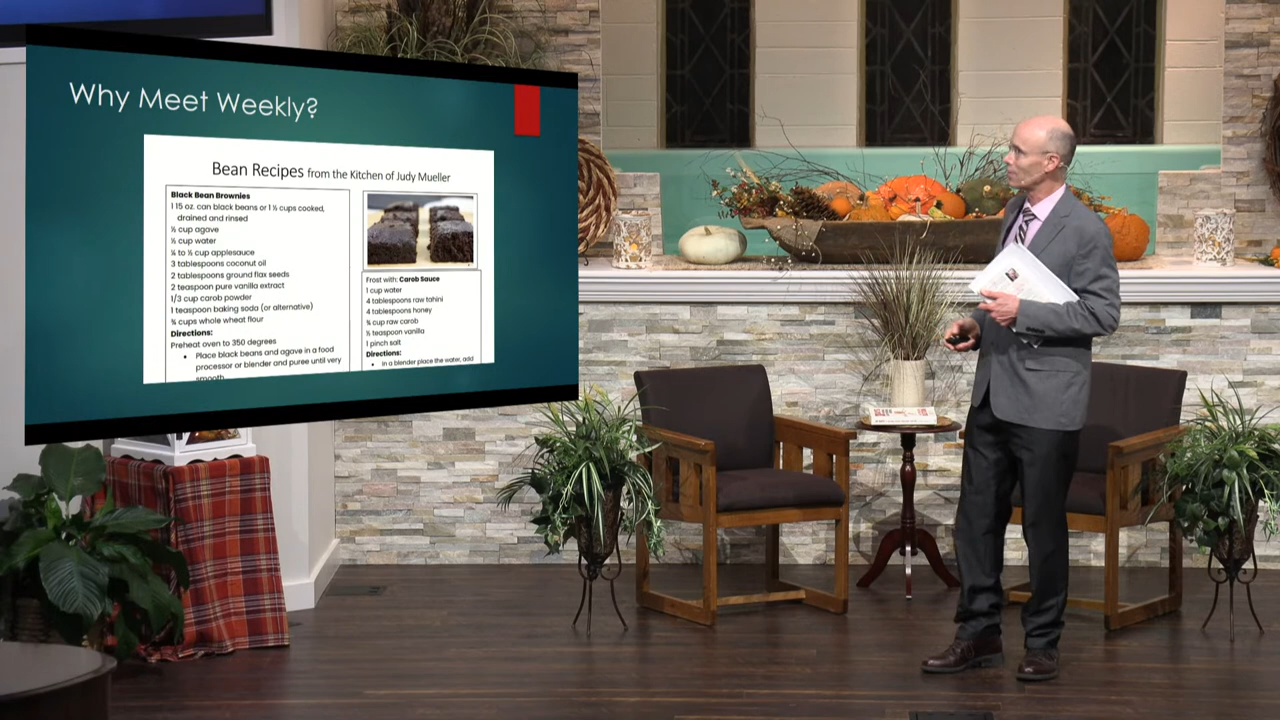 Why Meet Weekly?
Bean Recipes from the Kitchen of Judy Mueller
Black Bean Brownies
1 15 oz. can black beans or 1 ½ cups cooked,
drained and rinsed
½ cup agave
½ cup water
¼ to ½ cup applesauce
3 tablespoons coconut oil
2 tablespoons ground flax seeds
2 teaspoon pure vanilla extract
1/3 cup carob powder
1 teaspoon baking soda (or alternative)
¾ cups whole wheat flour
Directions:
Preheat oven to 350 degrees
• Place black beans and agave in a food
processor or blender and puree until very
smooth
Frost with: Carob Sauce
1 cup water
4 tablespoons raw tahini
4 tablespoons honey
¾ cup raw carob
½ teaspoon vanilla
1 pinch salt
Directions:
• In a blender place the water, add